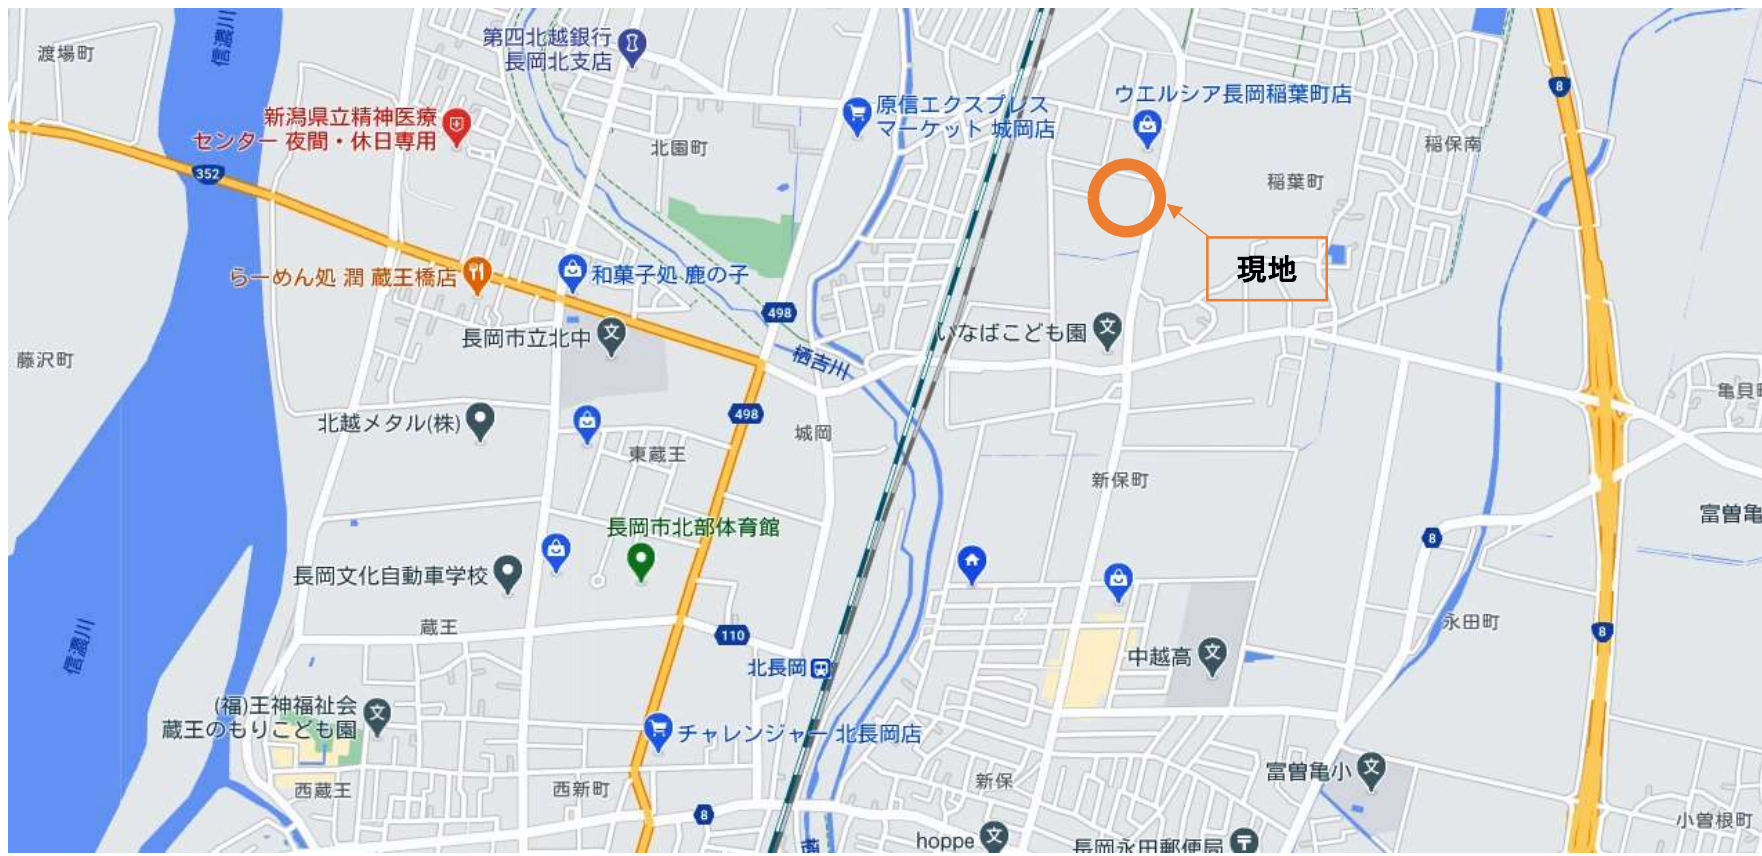 渡場町
信濃川
第四北越銀行
長岡北支店
8
新潟県立精神医療
センター 夜間・休日専用
北園町
原信エクスプレス
マーケット 城岡店
ウエルシア長岡稲葉町店
稲保南
稲葉町
352
らーめん処 潤 蔵王橋店
和菓子処 鹿の子
現地
498
長岡市立北中
栖吉川
いなばこども園
藤沢町
亀貝
北越メタル(株)
498
城岡
東蔵王
新保町
長岡市北部体育館
富曽亀
8
長岡文化自動車学校
蔵王
110
永田町
8
信濃川
北長岡
中越高
(福)王神福祉会
蔵王のもりこども園
チャレンジャー 北長岡店
西蔵王
西新町
新保
富曽亀小
8
小曽根町
hoppe
長岡永田郵便局